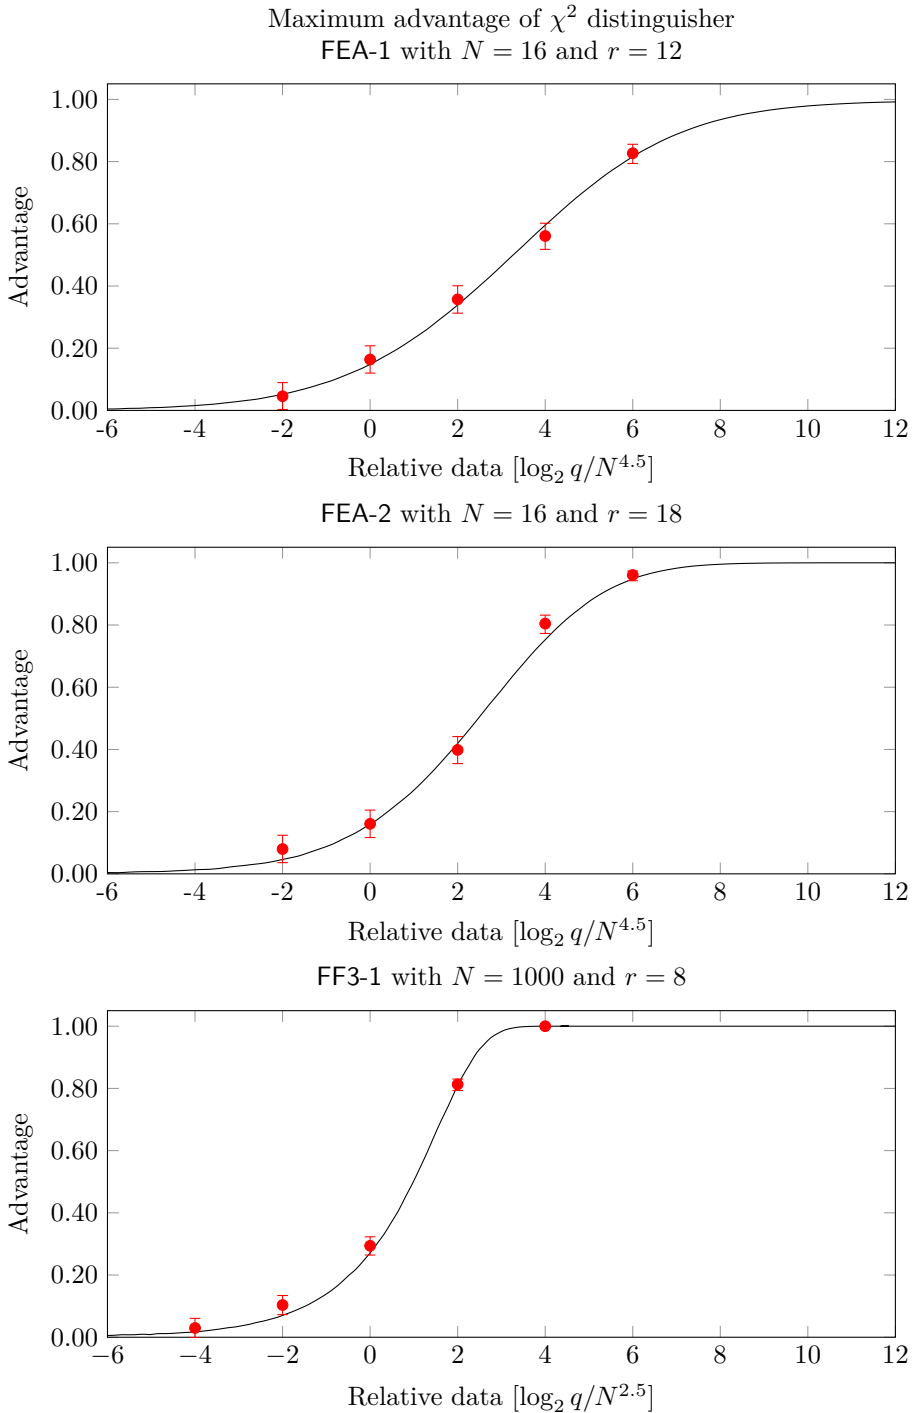 Maximum advantage of χ² distinguisher
FEA-1 with N = 16 and r = 12
1.00
0.80
0.60
0.40
0.20
0.00
Advantage
-6 -4 -2 0 2 4 6 8 10 12
Relative data [log₂ q/N⁴·⁵]
FEA-2 with N = 16 and r = 18
1.00
0.80
0.60
0.40
0.20
0.00
Advantage
-6 -4 -2 0 2 4 6 8 10 12
Relative data [log₂ q/N⁴·⁵]
FF3-1 with N = 1000 and r = 8
1.00
0.80
0.60
0.40
0.20
0.00
Advantage
−6 −4 −2 0 2 4 6 8 10 12
Relative data [log₂ q/N²·⁵]